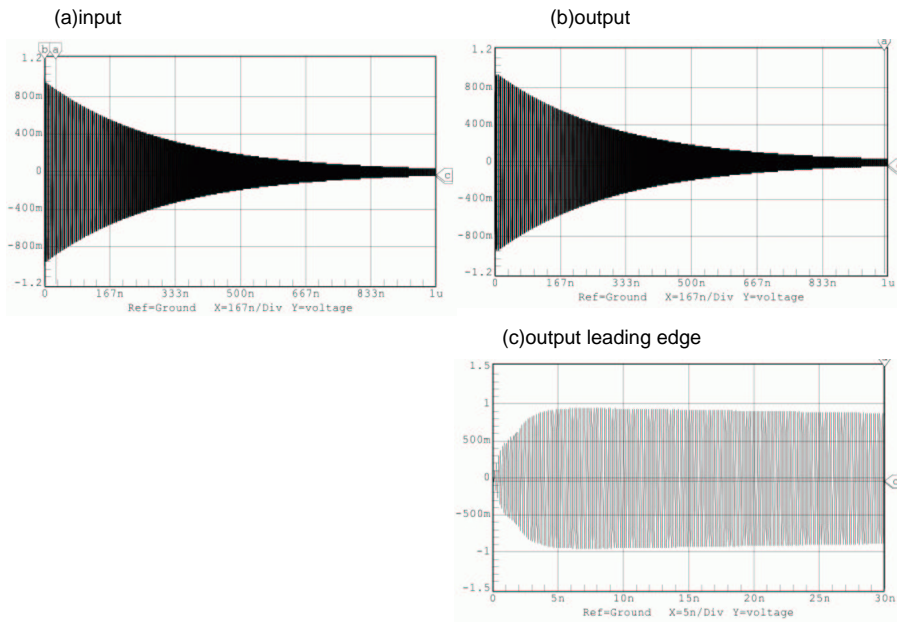 (a)input
(b)output
b a
1.2
800m
400m
0
-400m
-800m
-1.2
c
0 167n 333n 500n 667n 833n 1u
Ref=Ground X=167n/Div Y=voltage
a
1.2
800m
400m
0
-400m
-800m
-1.2
0 167n 333n 500n 667n 833n 1u
Ref=Ground X=167n/Div Y=voltage
(c)output leading edge
1.5
1
500m
0
-500m
-1
-1.5
c
0 5n 10n 15n 20n 25n 30n
Ref=Ground X=5n/Div Y=voltage